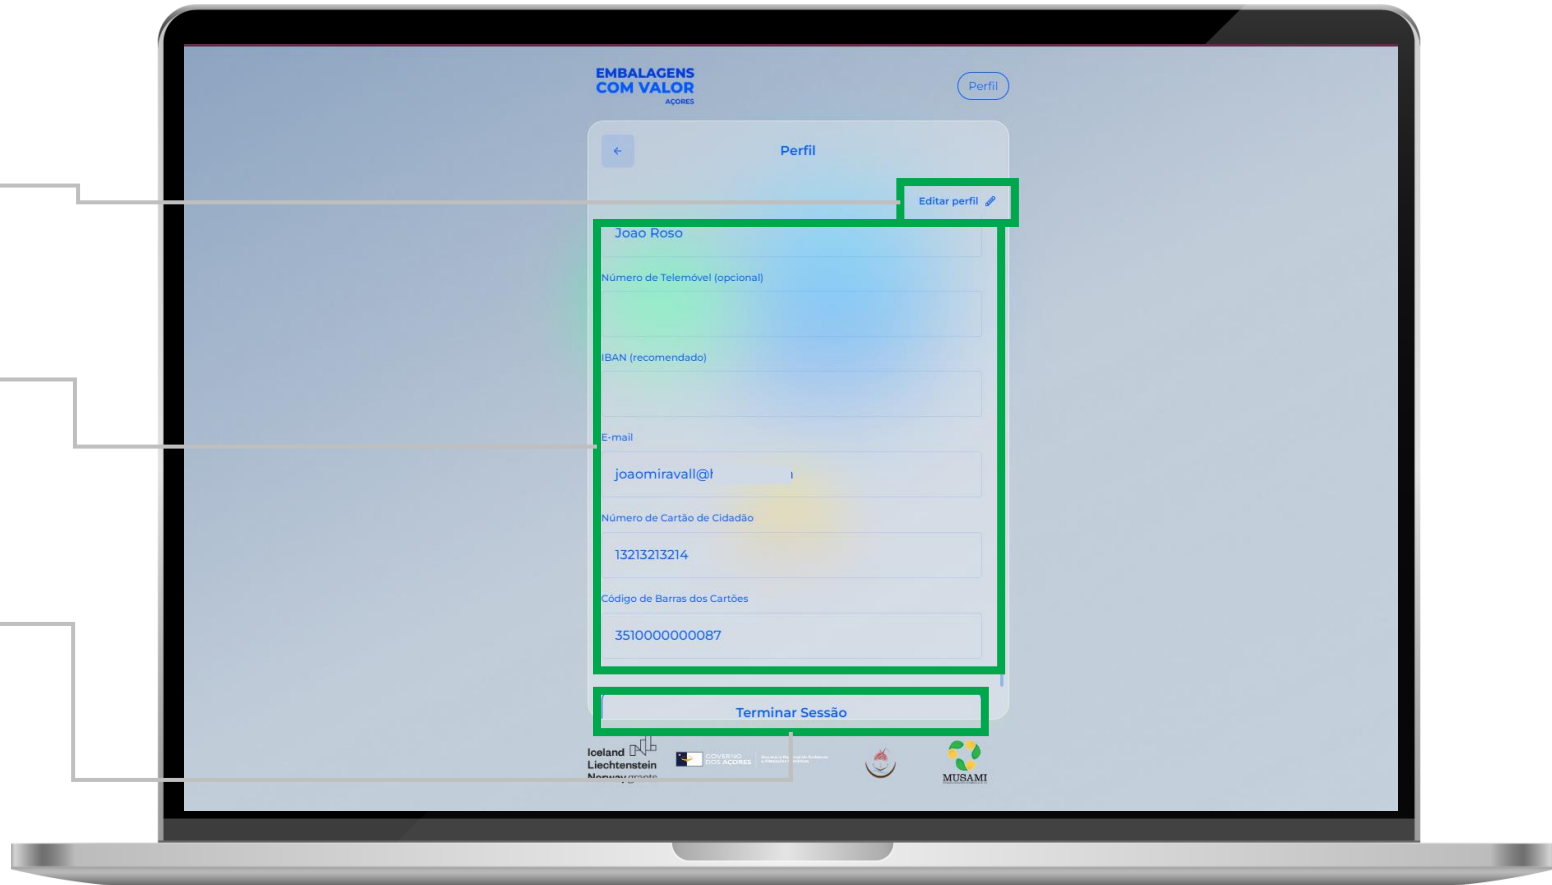 EMBALAGENS
COM VALOR
AÇORES
Perfil
Perfil
Editar perfil
Joao Roso
Número de Telemóvel (opcional)
IBAN (recomendado)
E-mail
joaomiravall@
Número de Cartão de Cidadão
13213213214
Código de Barras dos Cartões
3510000000087
Terminar Sessão
Iceland
Liechtenstein
Norway grants
GOVERNO
DOS AÇORES
MUSAMI